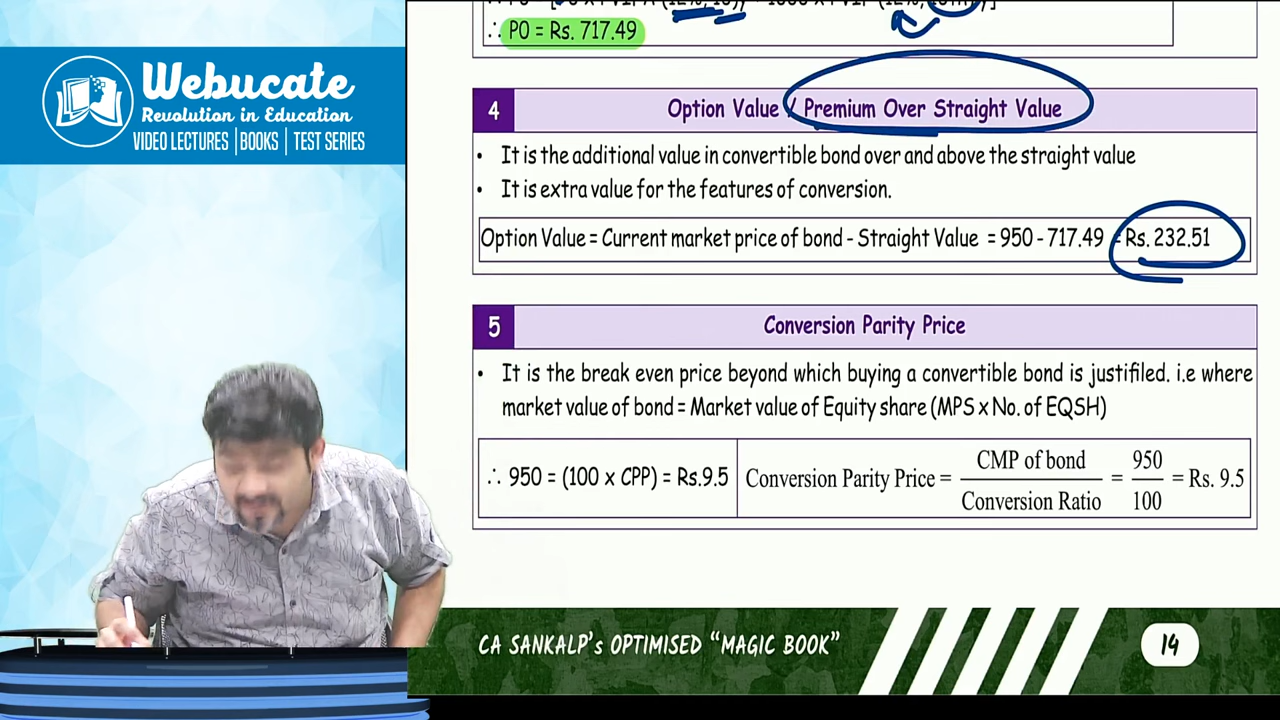 Webucate
Revolution in Education
VIDEO LECTURES | BOOKS | TEST SERIES
∴ P0 = Rs. 717.49
4 Option Value / Premium Over Straight Value
• It is the additional value in convertible bond over and above the straight value
• It is extra value for the features of conversion.
Option Value = Current market price of bond - Straight Value = 950 - 717.49 = Rs. 232.51
5 Conversion Parity Price
• It is the break even price beyond which buying a convertible bond is justifiled. i.e where
market value of bond = Market value of Equity share (MPS x No. of EQSH)
∴ 950 = (100 x CPP) = Rs.9.5
Conversion Parity Price = CMP of bond / Conversion Ratio = 950 / 100 = Rs. 9.5
CA SANKALP's OPTIMISED "MAGIC BOOK"
14